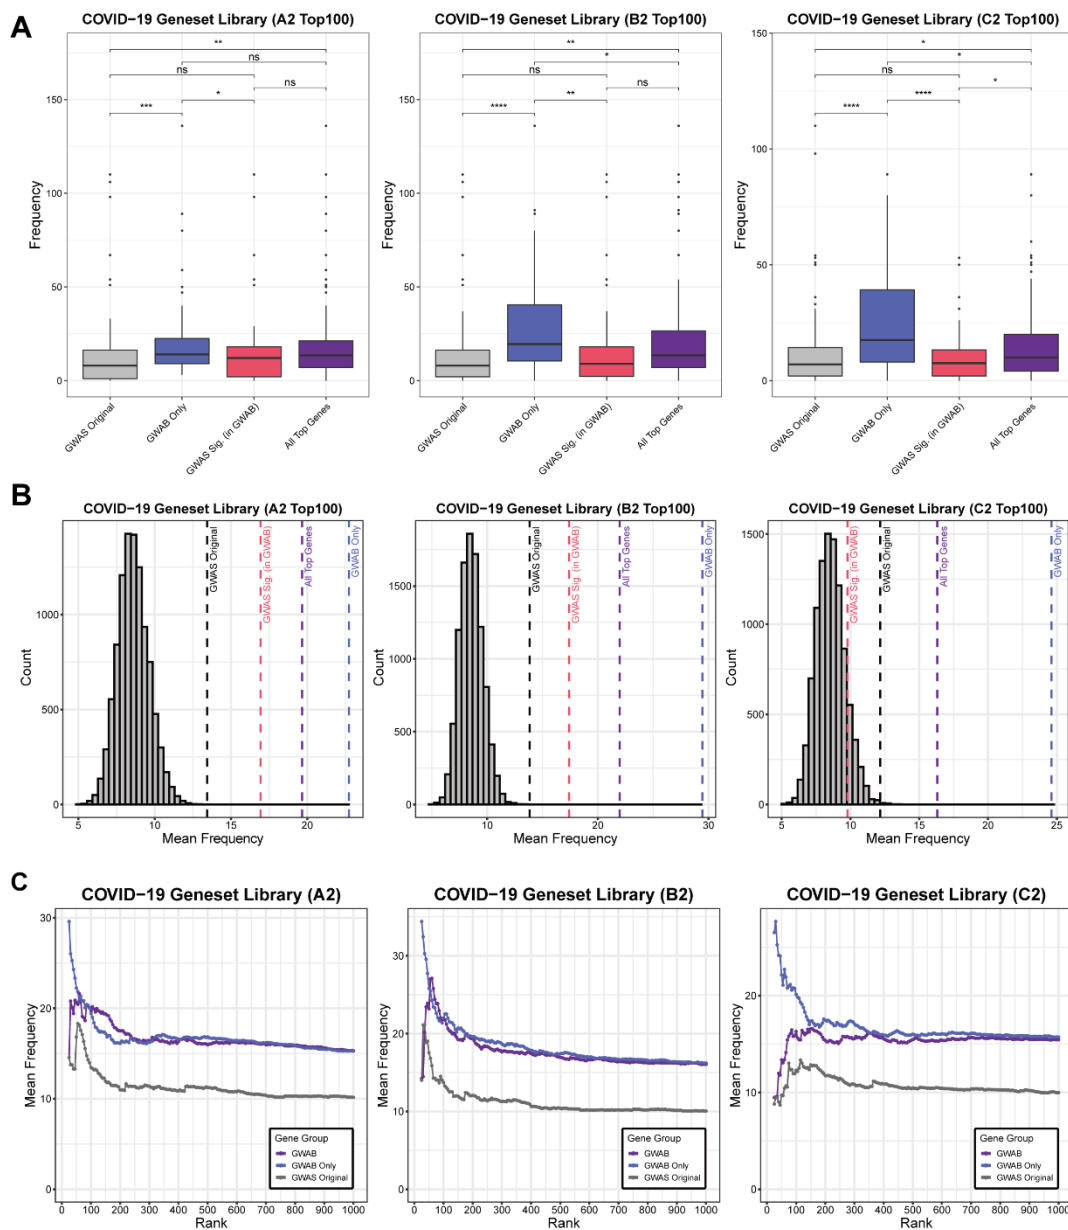 A
COVID−19 Geneset Library (A2 Top100)
**
ns
ns
ns
***
*
150
100
50
0
Frequency
GWAS Original
GWAB Only
GWAS Sig. (in GWAB)
All Top Genes
COVID−19 Geneset Library (B2 Top100)
**
*
ns
ns
****
**
150
100
50
0
Frequency
GWAS Original
GWAB Only
GWAS Sig. (in GWAB)
All Top Genes
COVID−19 Geneset Library (C2 Top100)
*
*
ns
*
****
****
150
100
50
0
Frequency
GWAS Original
GWAB Only
GWAS Sig. (in GWAB)
All Top Genes
B
COVID−19 Geneset Library (A2 Top100)
GWAS Original
GWAS Sig. (in GWAB)
All Top Genes
GWAB Only
1000
500
0
Count
5 10 15 20
Mean Frequency
COVID−19 Geneset Library (B2 Top100)
GWAS Original
GWAS Sig. (in GWAB)
All Top Genes
GWAB Only
1500
1000
500
0
Count
10 20 30
Mean Frequency
COVID−19 Geneset Library (C2 Top100)
GWAS Sig. (in GWAB)
GWAS Original
All Top Genes
GWAB Only
1500
1000
500
0
Count
5 10 15 20 25
Mean Frequency
C
COVID−19 Geneset Library (A2)
30
20
10
0
Mean Frequency
Gene Group
GWAB
GWAB Only
GWAS Original
0 100 200 300 400 500 600 700 800 900 1000
Rank
COVID−19 Geneset Library (B2)
30
20
10
0
Mean Frequency
Gene Group
GWAB
GWAB Only
GWAS Original
0 100 200 300 400 500 600 700 800 900 1000
Rank
COVID−19 Geneset Library (C2)
20
10
0
Mean Frequency
Gene Group
GWAB
GWAB Only
GWAS Original
0 100 200 300 400 500 600 700 800 900 1000
Rank